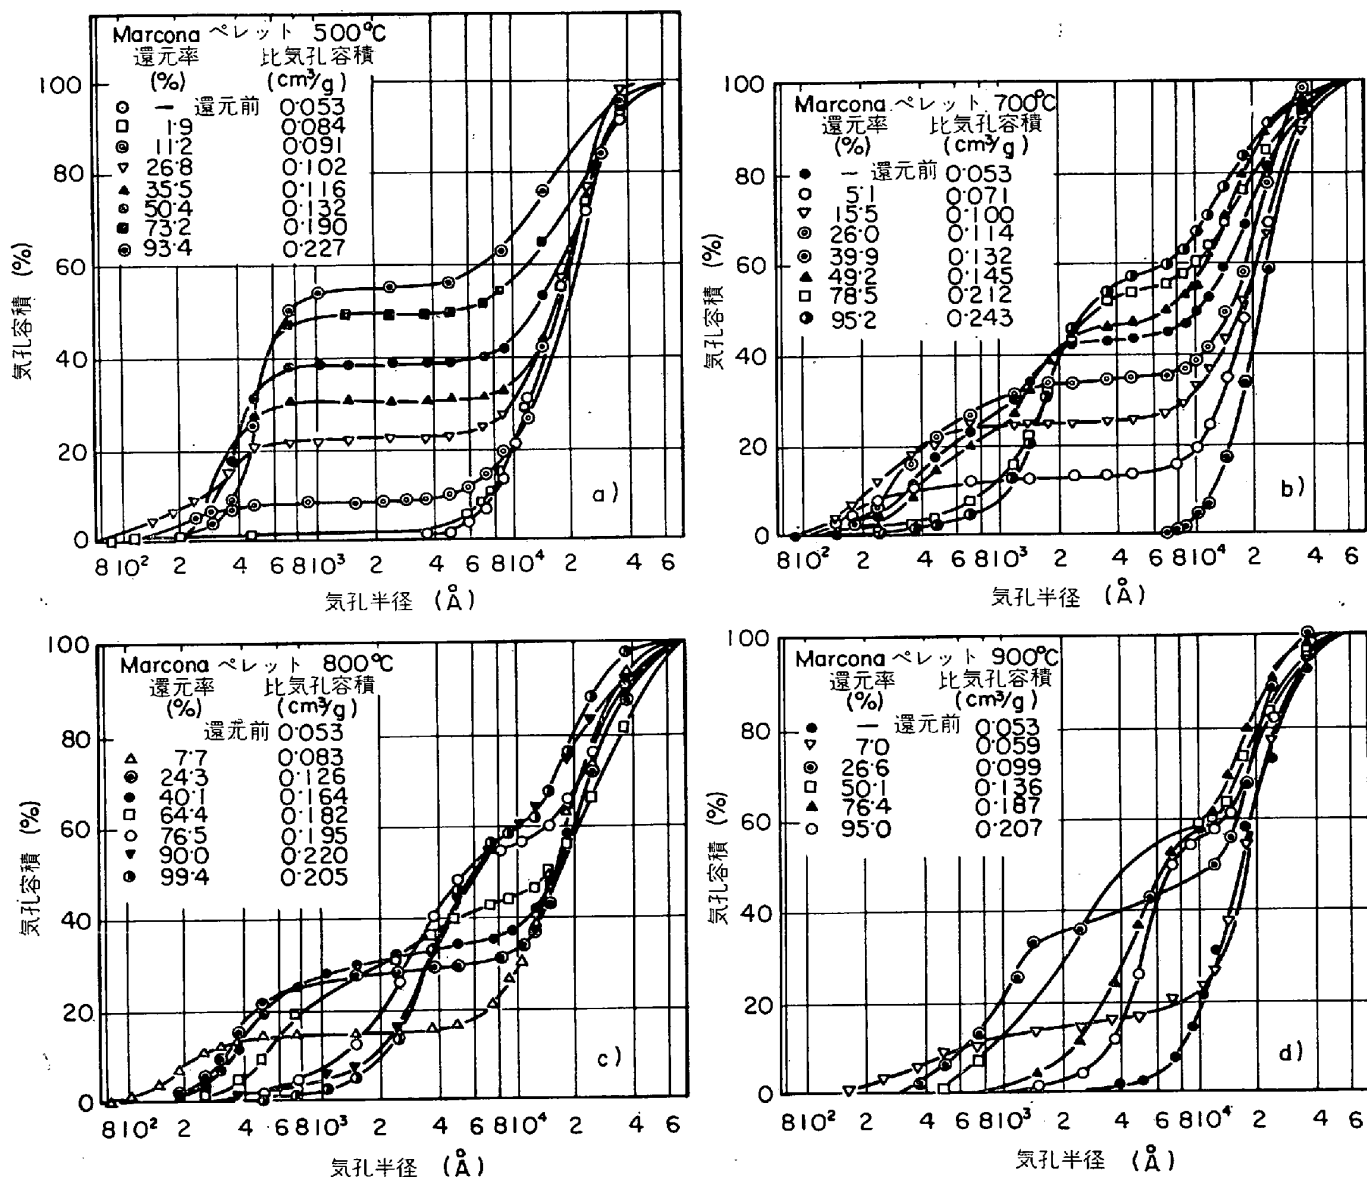 Marcona ペレット 500°C
還元率 比気孔容積
(%) (cm³/g)
— 還元前 0.053
1.9 0.084
11.2 0.091
26.8 0.102
35.5 0.116
50.4 0.132
73.2 0.190
93.4 0.227
100
80
60
40
20
0
気孔容積 (%)
a)
8 10² 2 4 6 8 10³ 2 4 6 8 10⁴ 2 4 6
気孔半径 (Å)
Marcona ペレット 700°C
還元率 比気孔容積
(%) (cm³/g)
— 還元前 0.053
5.1 0.071
15.5 0.100
26.0 0.114
39.9 0.132
49.2 0.145
78.5 0.212
95.2 0.243
100
80
60
40
20
0
気孔容積 (%)
b)
8 10² 2 4 6 8 10³ 2 4 6 8 10⁴ 2 4 6
気孔半径 (Å)
Marcona ペレット 800°C
還元率 比気孔容積
(%) (cm³/g)
還元前 0.053
7.7 0.083
24.3 0.126
40.1 0.164
64.4 0.182
76.5 0.195
90.0 0.220
99.4 0.205
100
80
60
40
20
0
気孔容積 (%)
c)
8 10² 2 4 6 8 10³ 2 4 6 8 10⁴ 2 4 6
気孔半径 (Å)
Marcona ペレット 900°C
還元率 比気孔容積
(%) (cm³/g)
— 還元前 0.053
7.0 0.059
26.6 0.099
50.1 0.136
76.4 0.187
95.0 0.207
100
80
60
40
20
0
気孔容積 (%)
d)
8 10² 2 4 6 8 10³ 2 4 6 8 10⁴ 2 4 6
気孔半径 (Å)